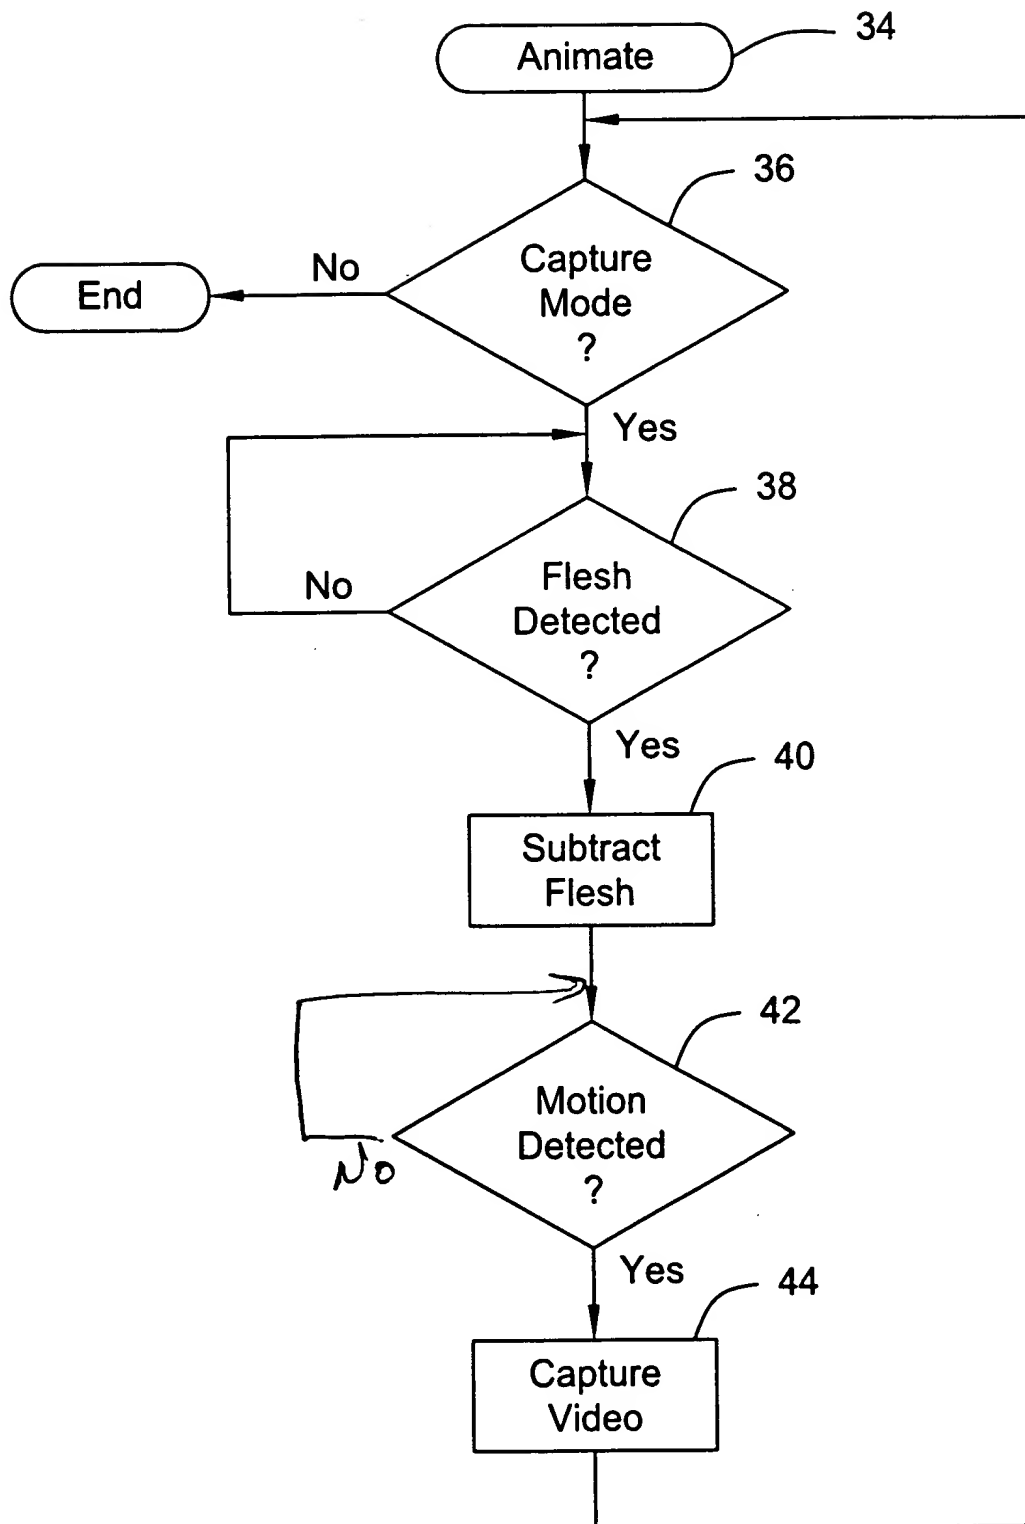 Animate
34
36
Capture
Mode
?
No
End
Yes
38
Flesh
Detected
?
No
Yes
40
Subtract
Flesh
42
Motion
Detected
?
No
Yes
44
Capture
Video